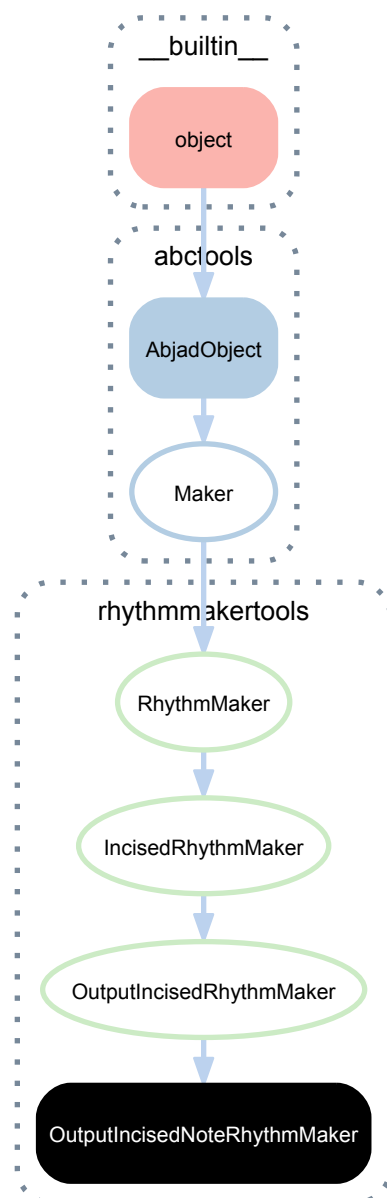 __builtin__
object
abctools
AbjadObject
Maker
rhythmmakertools
RhythmMaker
IncisedRhythmMaker
OutputIncisedRhythmMaker
OutputIncisedNoteRhythmMaker